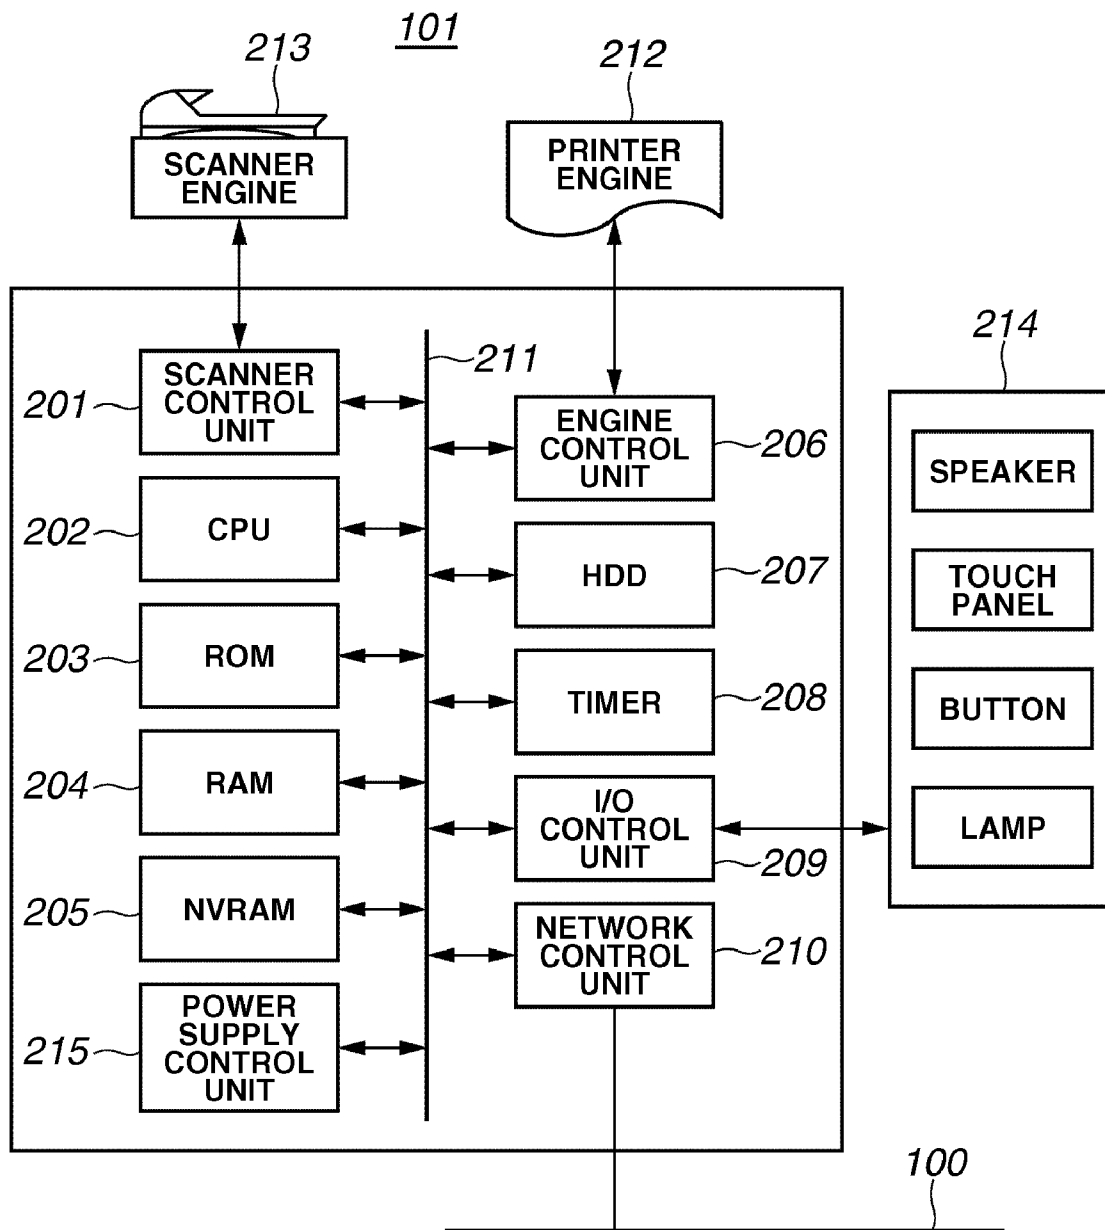 101
213
212
SCANNER
ENGINE
PRINTER
ENGINE
211
214
201
SCANNER
CONTROL
UNIT
ENGINE
CONTROL
UNIT
206
SPEAKER
202
CPU
HDD
207
TOUCH
PANEL
203
ROM
TIMER
208
BUTTON
204
RAM
I/O
CONTROL
UNIT
209
LAMP
205
NVRAM
NETWORK
CONTROL
UNIT
210
215
POWER
SUPPLY
CONTROL
UNIT
100